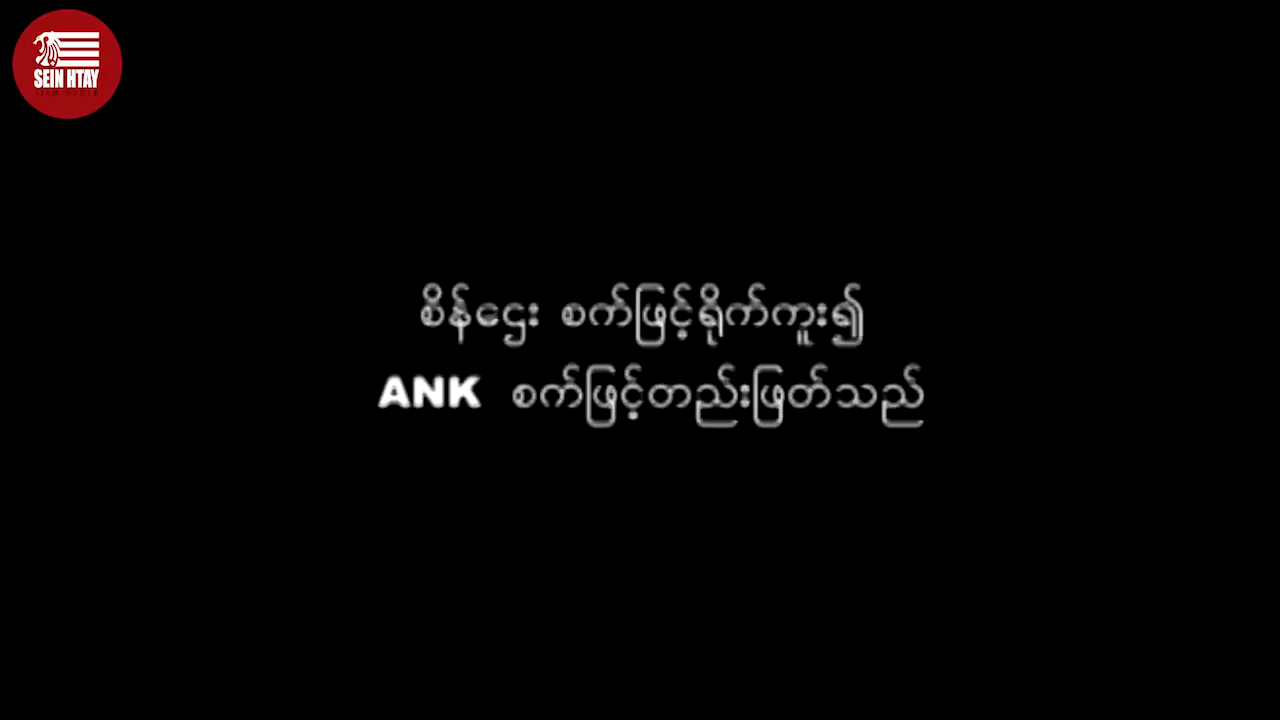 SEIN HTAY
စိန်ဌေး စက်ဖြင့်ရိုက်ကူး၍
ANK စက်ဖြင့်တည်းဖြတ်သည်